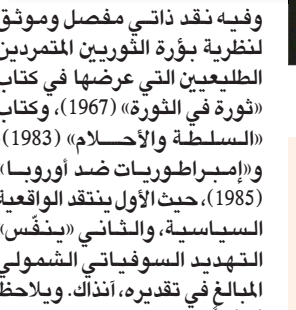 وفيه نقد ذاتي مفصل وموثق
لنظرية بؤرة الثوريين المتمردين
الطليعيين التي عرضها في كتاب
«ثورة في الثورة» (1967)، وكتاب
«السلطة والأحلام» (1983)
و«إمبراطوريات ضد أوروبا»
(1985)، حيث الأول ينتقد الواقعية
السياسية، والثاني «ينفّس»
التهديد السوفياتي الشمولي
المبالغ في تقديره، آنذاك. ويلاحظ